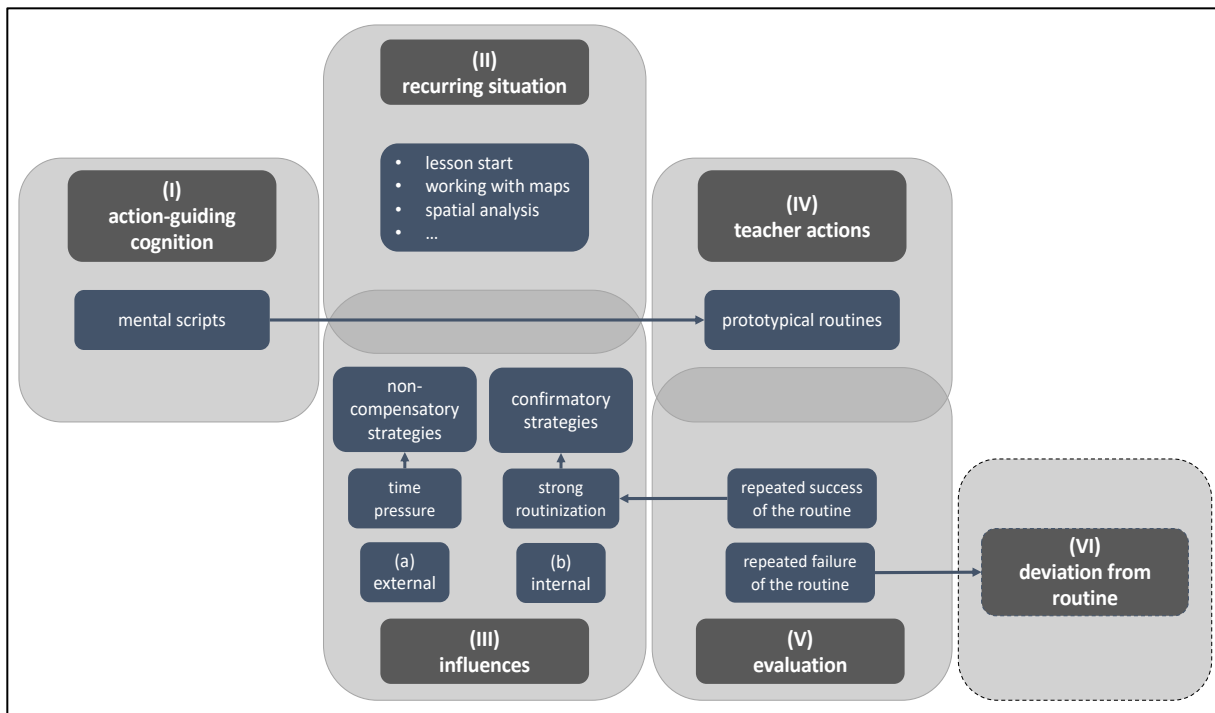 (I)
action-guiding
cognition
mental scripts
(II)
recurring situation
• lesson start
• working with maps
• spatial analysis
• …
non-
compensatory
strategies
confirmatory
strategies
time
pressure
strong
routinization
(a)
external
(b)
internal
(III)
influences
(IV)
teacher actions
prototypical routines
repeated success
of the routine
repeated failure
of the routine
(V)
evaluation
(VI)
deviation from
routine